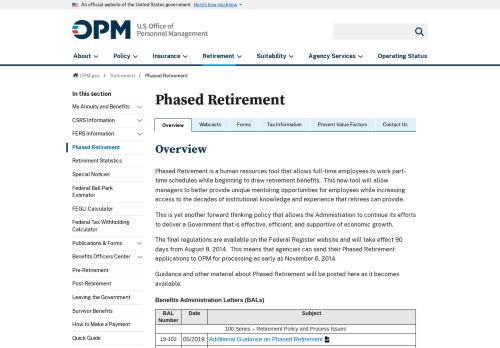 An official website of the United States government Here's how you know
OPM
U.S. Office of
Personnel Management
About
Policy
Insurance
Retirement
Suitability
Agency Services
Operating Status
OPM.gov / Retirement / Phased Retirement
In this section
My Annuity and Benefits
CSRS Information
FERS Information
Phased Retirement
Retirement Statistics
Special Notices
Federal Ball Park
Estimator
FEGLI Calculator
Federal Tax Withholding
Calculator
Publications & Forms
Benefits Officers Center
Pre-Retirement
Post-Retirement
Leaving the Government
Survivor Benefits
How to Make a Payment
Quick Guide
Phased Retirement
Overview
Webcasts
Forms
Tax Information
Present Value Factors
Contact Us
Overview
Phased Retirement is a human resources tool that allows full-time employees to work part-
time schedules while beginning to draw retirement benefits. This new tool will allow
managers to better provide unique mentoring opportunities for employees while increasing
access to the decades of institutional knowledge and experience that retirees can provide.
This is yet another forward thinking policy that allows the Administration to continue its efforts
to deliver a Government that is effective, efficient, and supportive of economic growth.
The final regulations are available on the Federal Register website and will take effect 90
days from August 8, 2014. This means that agencies can send their Phased Retirement
applications to OPM for processing as early as November 6, 2014.
Guidance and other material about Phased Retirement will be posted here as it becomes
available.
Benefits Administration Letters (BALs)
BAL
Number
Date
Subject
100 Series – Retirement Policy and Process Issues
19-102
05/2019
Additional Guidance on Phased Retirement